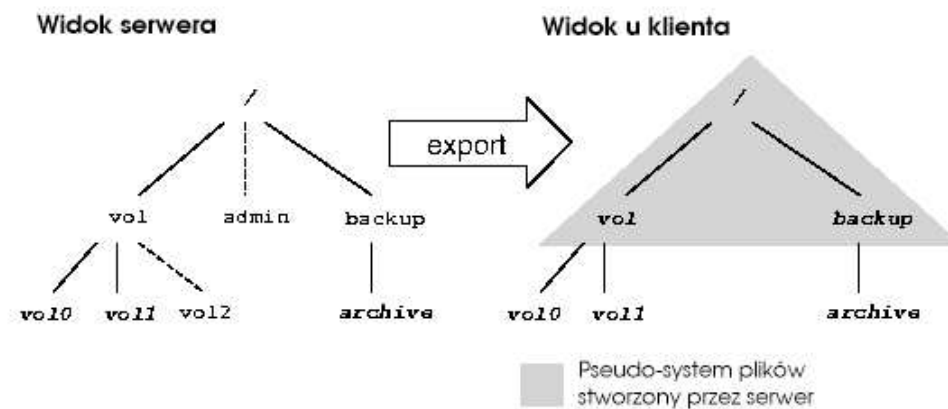 Widok serwera
Widok u klienta
/
export
/
vol admin backup
vol backup
vol0 vol1 vol2 archive
vol0 vol1 archive
Pseudo-system plików
stworzony przez serwer